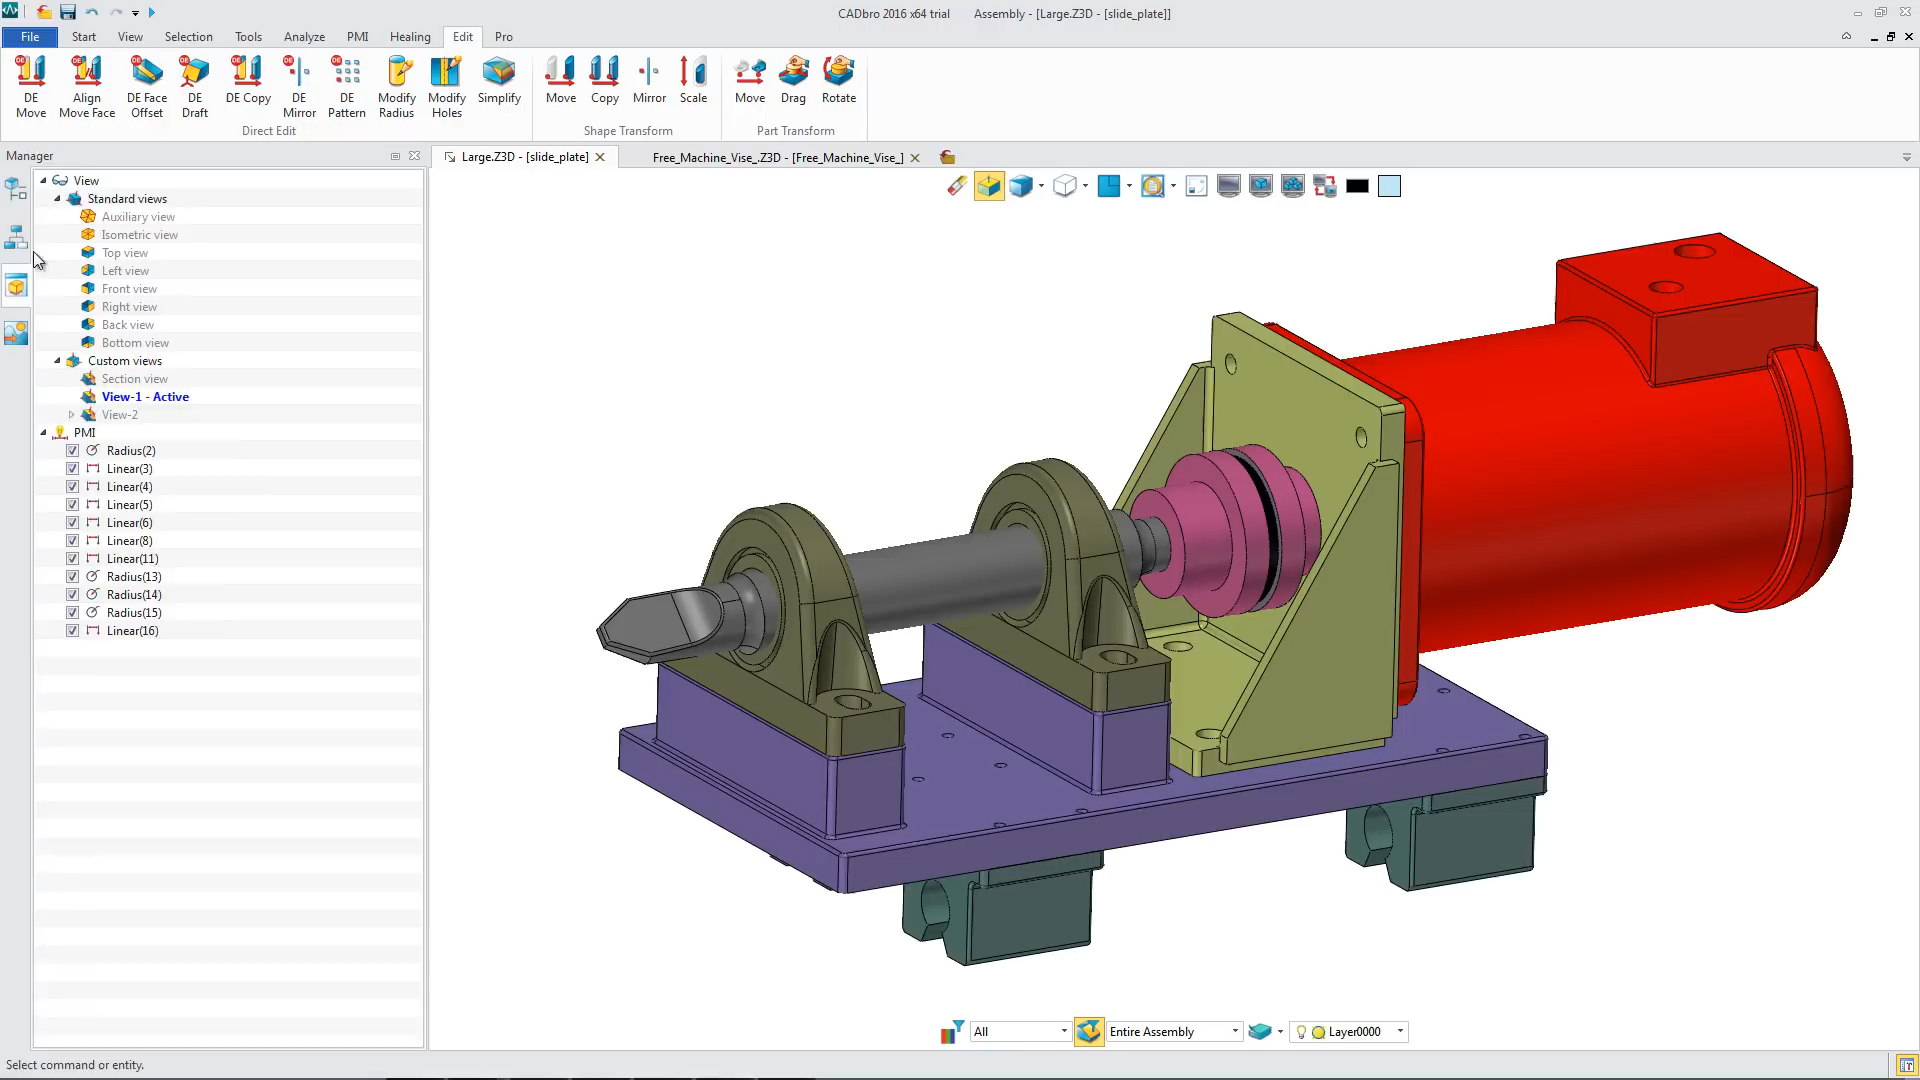 CADbro 2016 x64 trial Assembly - [Large.Z3D - [slide_plate]]
File Start View Selection Tools Analyze PMI Healing Edit Pro
DE Move
Align Move Face
DE Face Offset
DE Draft
DE Copy
DE Mirror
DE Pattern
Modify Radius
Modify Holes
Simplify
Move
Copy
Mirror
Scale
Move
Drag
Rotate
Direct Edit Shape Transform Part Transform
Manager
Large.Z3D - [slide_plate]
Free_Machine_Vise_.Z3D - [Free_Machine_Vise_]
View
Standard views
Auxiliary view
Isometric view
Top view
Left view
Front view
Right view
Back view
Bottom view
Custom views
Section view
View-1 - Active
View-2
PMI
Radius(2)
Linear(3)
Linear(4)
Linear(5)
Linear(6)
Linear(8)
Linear(11)
Radius(13)
Radius(14)
Radius(15)
Linear(16)
All
Entire Assembly
Layer0000
Select command or entity.